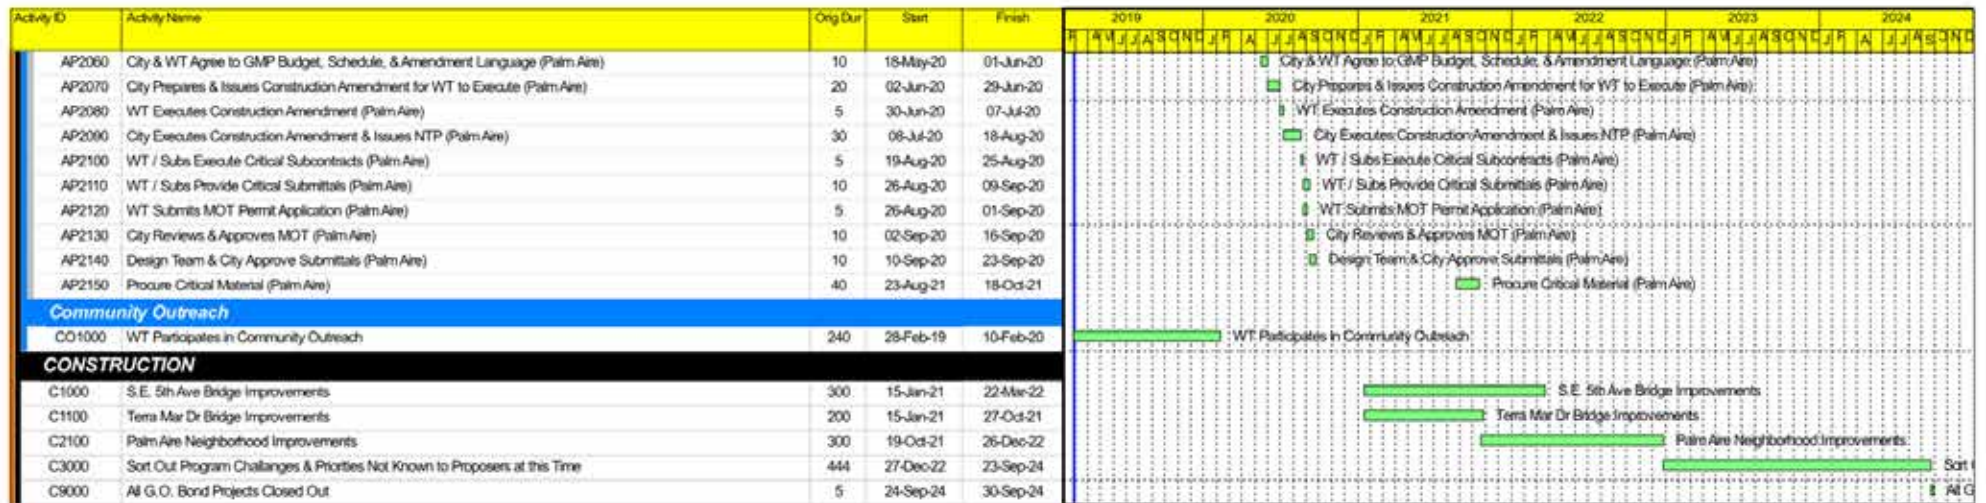 Activity ID Activity Name Orig Dur Start Finish 2019 2020 2021 2022 2023 2024
AP2060 City & WT Agree to GMP Budget, Schedule, & Amendment Language (Palm Aire) 10 18-May-20 01-Jun-20 City & WT Agree to GMP Budget, Schedule, & Amendment Language (Palm Aire)
AP2070 City Prepares & Issues Construction Amendment for WT to Execute (Palm Aire) 20 02-Jun-20 29-Jun-20 City Prepares & Issues Construction Amendment for WT to Execute (Palm Aire)
AP2080 WT Executes Construction Amendment (Palm Aire) 5 30-Jun-20 07-Jul-20 WT Executes Construction Amendment (Palm Aire)
AP2090 City Executes Construction Amendment & Issues NTP (Palm Aire) 30 08-Jul-20 18-Aug-20 City Executes Construction Amendment & Issues NTP (Palm Aire)
AP2100 WT / Subs Execute Critical Subcontracts (Palm Aire) 5 19-Aug-20 25-Aug-20 WT / Subs Execute Critical Subcontracts (Palm Aire)
AP2110 WT / Subs Provide Critical Submittals (Palm Aire) 10 26-Aug-20 09-Sep-20 WT / Subs Provide Critical Submittals (Palm Aire)
AP2120 WT Submits MOT Permit Application (Palm Aire) 5 26-Aug-20 01-Sep-20 WT Submits MOT Permit Application (Palm Aire)
AP2130 City Reviews & Approves MOT (Palm Aire) 10 02-Sep-20 16-Sep-20 City Reviews & Approves MOT (Palm Aire)
AP2140 Design Team & City Approve Submittals (Palm Aire) 10 10-Sep-20 23-Sep-20 Design Team & City Approve Submittals (Palm Aire)
AP2150 Procure Critical Material (Palm Aire) 40 23-Aug-21 18-Oct-21 Procure Critical Material (Palm Aire)
Community Outreach
CO1000 WT Participates in Community Outreach 240 28-Feb-19 10-Feb-20 WT Participates in Community Outreach
CONSTRUCTION
C1000 S.E. 5th Ave Bridge Improvements 300 15-Jan-21 22-Mar-22 S.E. 5th Ave Bridge Improvements
C1100 Terra Mar Dr Bridge Improvements 200 15-Jan-21 27-Oct-21 Terra Mar Dr Bridge Improvements
C2100 Palm Aire Neighborhood Improvements 300 19-Oct-21 26-Dec-22 Palm Aire Neighborhood Improvements
C3000 Sort Out Program Challanges & Priorities Not Known to Proposers at this Time 444 27-Dec-22 23-Sep-24 Sort
C9000 All G.O. Bond Projects Closed Out 5 24-Sep-24 30-Sep-24 All G